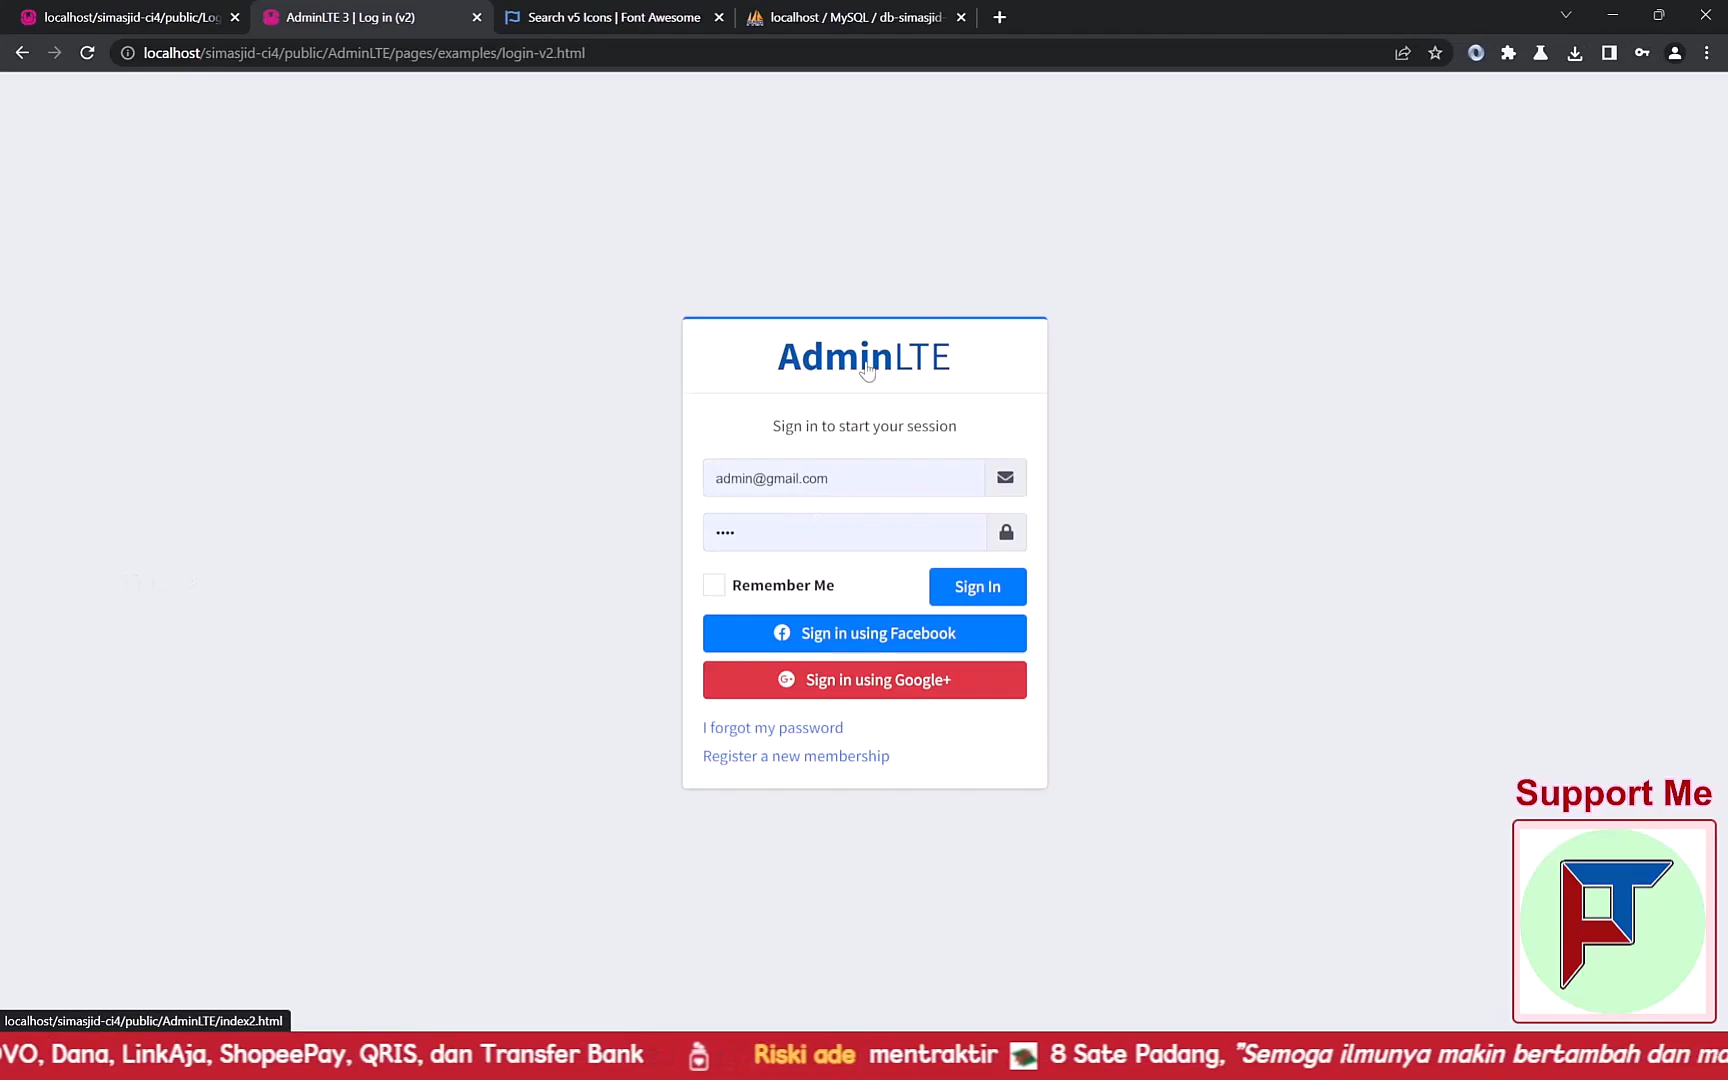 localhost/simasjid-ci4/public/Log
AdminLTE 3 | Log in (v2)
Search v5 Icons | Font Awesome
localhost / MySQL / db-simasjid-
localhost/simasjid-ci4/public/AdminLTE/pages/examples/login-v2.html
AdminLTE
Sign in to start your session
admin@gmail.com
••••
Remember Me
Sign In
Sign in using Facebook
Sign in using Google+
I forgot my password
Register a new membership
Support Me
localhost/simasjid-ci4/public/AdminLTE/index2.html
OVO, Dana, LinkAja, ShopeePay, QRIS, dan Transfer Bank Riski ade mentraktir 8 Sate Padang, "Semoga ilmunya makin bertambah dan